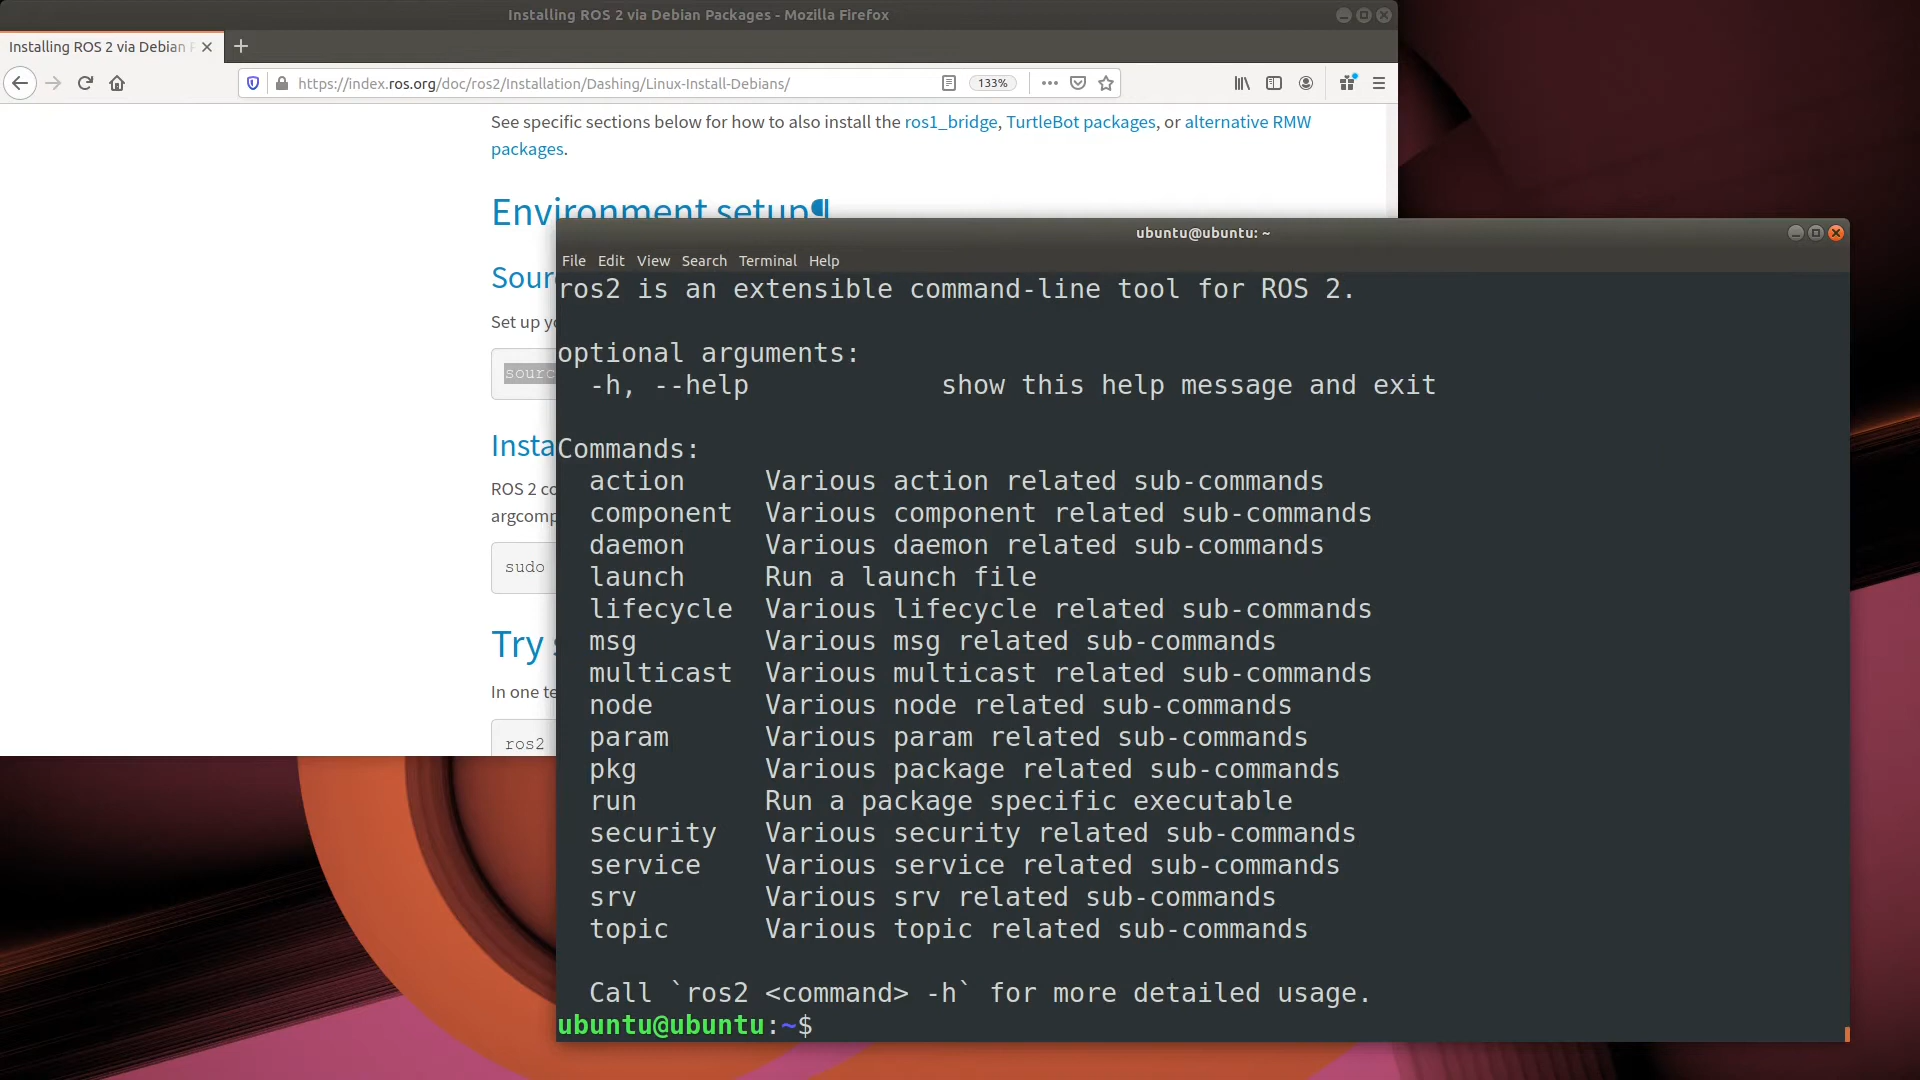 Installing ROS 2 via Debian Packages - Mozilla Firefox
Installing ROS 2 via Debian
https://index.ros.org/doc/ros2/Installation/Dashing/Linux-Install-Debians/
133%
See specific sections below for how to also install the ros1_bridge, TurtleBot packages, or alternative RMW
packages.
Environment setup¶
Set up
sudo
Try
ROS 2
In one
ros2
ubuntu@ubuntu: ~
File Edit View Search Terminal Help
ros2 is an extensible command-line tool for ROS 2.
optional arguments:
-h, --help show this help message and exit
Commands:
action Various action related sub-commands
component Various component related sub-commands
daemon Various daemon related sub-commands
launch Run a launch file
lifecycle Various lifecycle related sub-commands
msg Various msg related sub-commands
multicast Various multicast related sub-commands
node Various node related sub-commands
param Various param related sub-commands
pkg Various package related sub-commands
run Run a package specific executable
security Various security related sub-commands
service Various service related sub-commands
srv Various srv related sub-commands
topic Various topic related sub-commands
Call `ros2 <command> -h` for more detailed usage.
ubuntu@ubuntu:~$